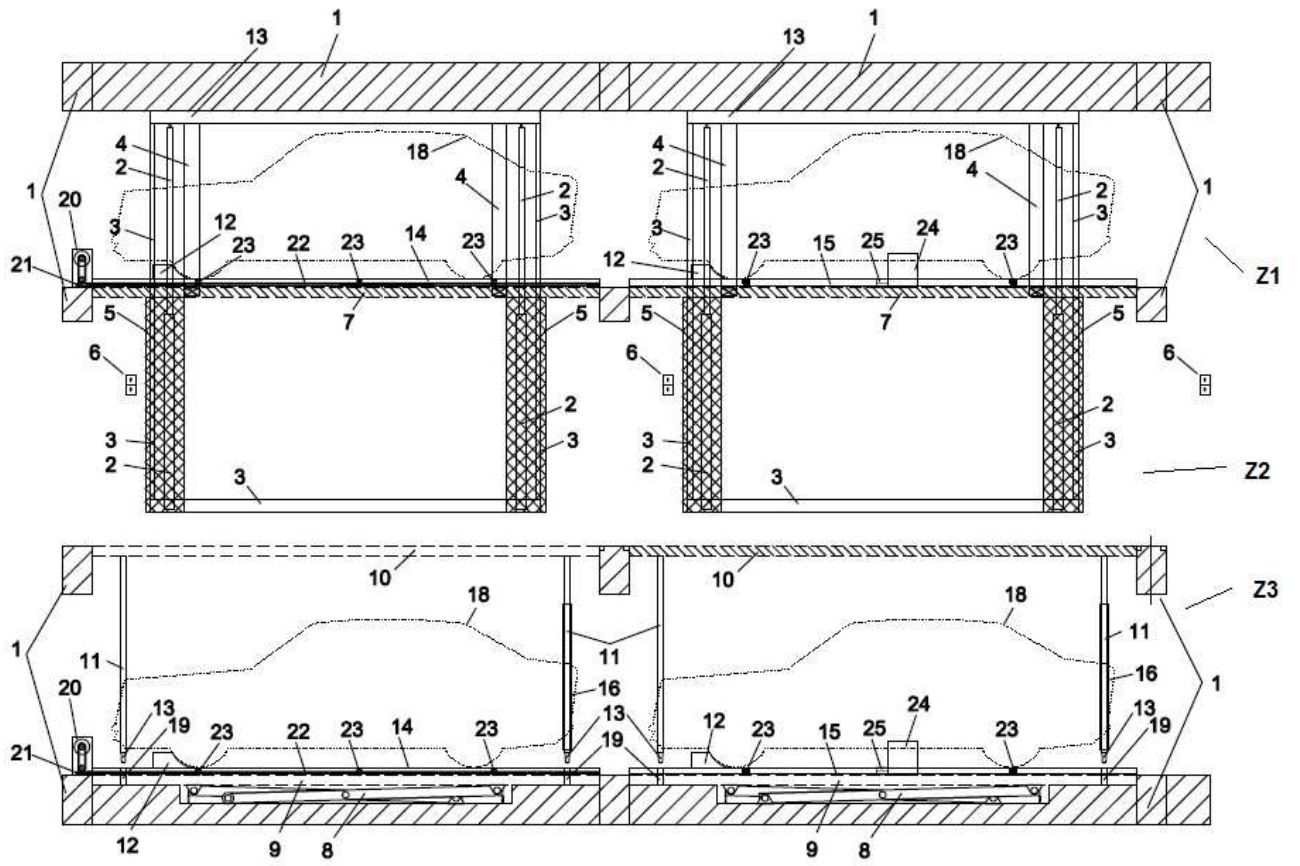 13 1 1 13
4 18 4 18
2 4 2 4
1 20 2 2 1
3 12 3 3 24 3
23 22 23 14 23 12 23 15 25 23
21 Z1
5 7 5 5 7 5
6 6 6
2 2
3 3 3 3
2 3 2 3 Z2
10 10
18 18 Z3
1 11 11 11
20 16 16 1
13 19 23 22 23 14 23 13 12 23 15 25 24 23 13
21 19 19 19
12 9 8 9 8